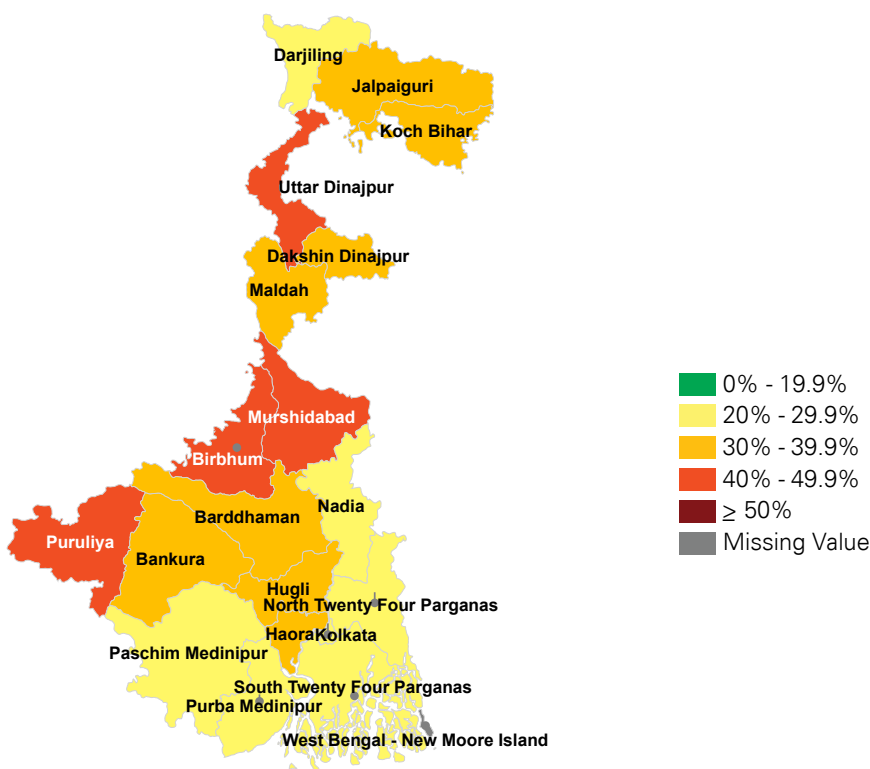 Darjiling
Jalpaiguri
Koch Bihar
Uttar Dinajpur
Dakshin Dinajpur
Maldah
Murshidabad
Birbhum
Nadia
Barddhaman
Puruliya
Bankura
Hugli
North Twenty Four Parganas
Haora
Kolkata
Paschim Medinipur
South Twenty Four Parganas
Purba Medinipur
West Bengal - New Moore Island
0% - 19.9%
20% - 29.9%
30% - 39.9%
40% - 49.9%
≥ 50%
Missing Value